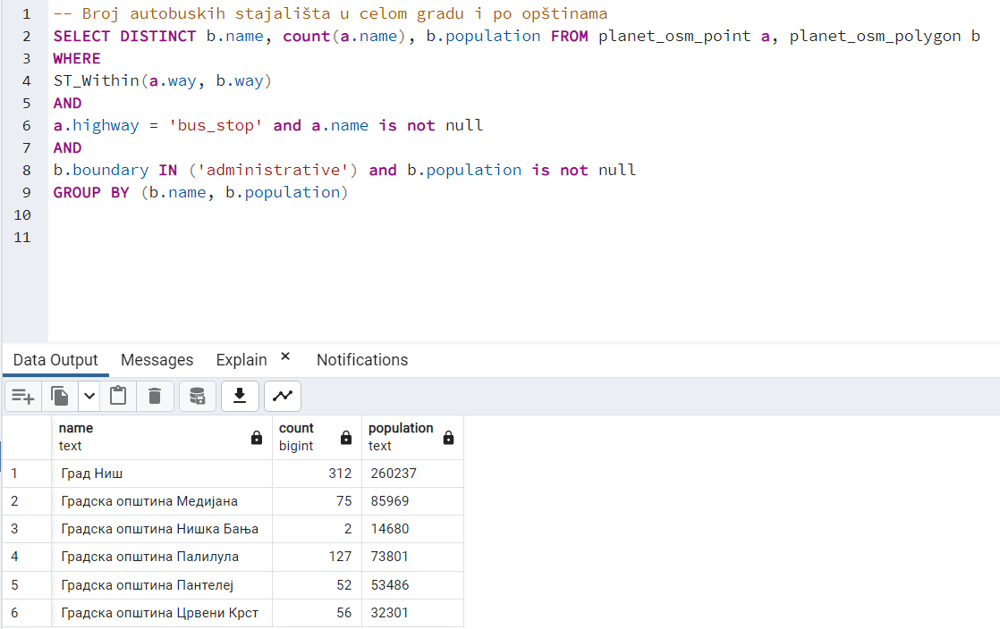 1 -- Broj autobuskih stajališta u celom gradu i po opštinama
2 SELECT DISTINCT b.name, count(a.name), b.population FROM planet_osm_point a, planet_osm_polygon b
3 WHERE
4 ST_Within(a.way, b.way)
5 AND
6 a.highway = 'bus_stop' and a.name is not null
7 AND
8 b.boundary IN ('administrative') and b.population is not null
9 GROUP BY (b.name, b.population)
10
11
Data Output Messages Explain × Notifications
name count population
text bigint text
1 Град Ниш 312 260237
2 Градска општина Медијана 75 85969
3 Градска општина Нишка Бања 2 14680
4 Градска општина Палилула 127 73801
5 Градска општина Пантелеј 52 53486
6 Градска општина Црвени Крст 56 32301